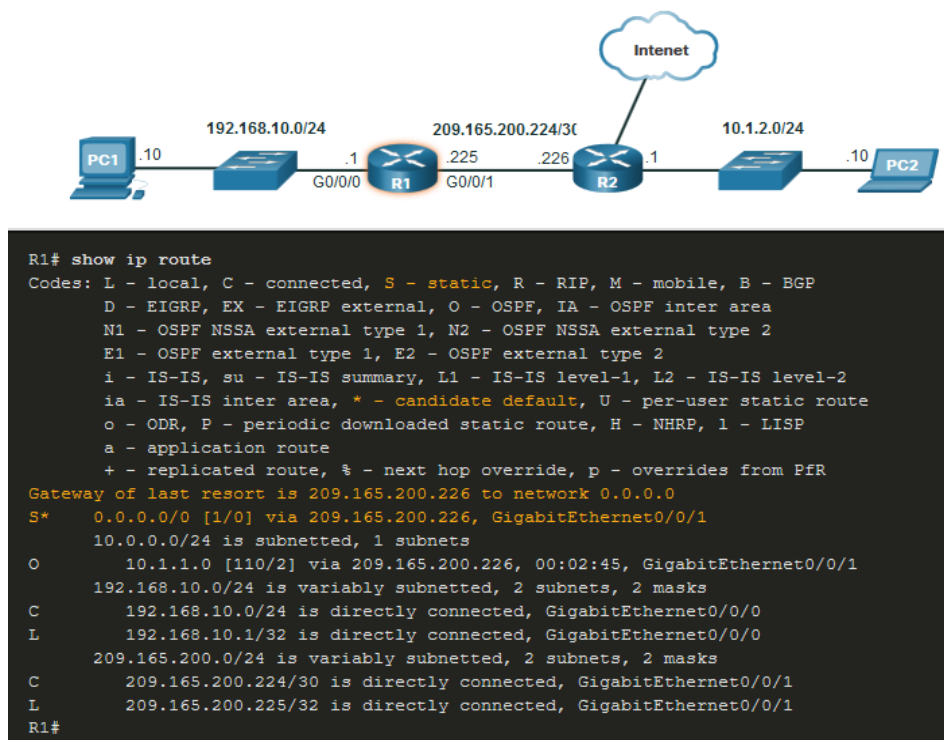 Intenet
192.168.10.0/24
209.165.200.224/30
10.1.2.0/24
PC1
.10
.1
G0/0/0
R1
.225
G0/0/1
.226
R2
.1
.10
PC2
R1# show ip route
Codes: L - local, C - connected, S - static, R - RIP, M - mobile, B - BGP
D - EIGRP, EX - EIGRP external, O - OSPF, IA - OSPF inter area
N1 - OSPF NSSA external type 1, N2 - OSPF NSSA external type 2
E1 - OSPF external type 1, E2 - OSPF external type 2
i - IS-IS, su - IS-IS summary, L1 - IS-IS level-1, L2 - IS-IS level-2
ia - IS-IS inter area, * - candidate default, U - per-user static route
o - ODR, P - periodic downloaded static route, H - NHRP, l - LISP
a - application route
+ - replicated route, % - next hop override, p - overrides from PfR
Gateway of last resort is 209.165.200.226 to network 0.0.0.0
S* 0.0.0.0/0 [1/0] via 209.165.200.226, GigabitEthernet0/0/1
10.0.0.0/24 is subnetted, 1 subnets
O 10.1.1.0 [110/2] via 209.165.200.226, 00:02:45, GigabitEthernet0/0/1
192.168.10.0/24 is variably subnetted, 2 subnets, 2 masks
C 192.168.10.0/24 is directly connected, GigabitEthernet0/0/0
L 192.168.10.1/32 is directly connected, GigabitEthernet0/0/0
209.165.200.0/24 is variably subnetted, 2 subnets, 2 masks
C 209.165.200.224/30 is directly connected, GigabitEthernet0/0/1
L 209.165.200.225/32 is directly connected, GigabitEthernet0/0/1
R1#